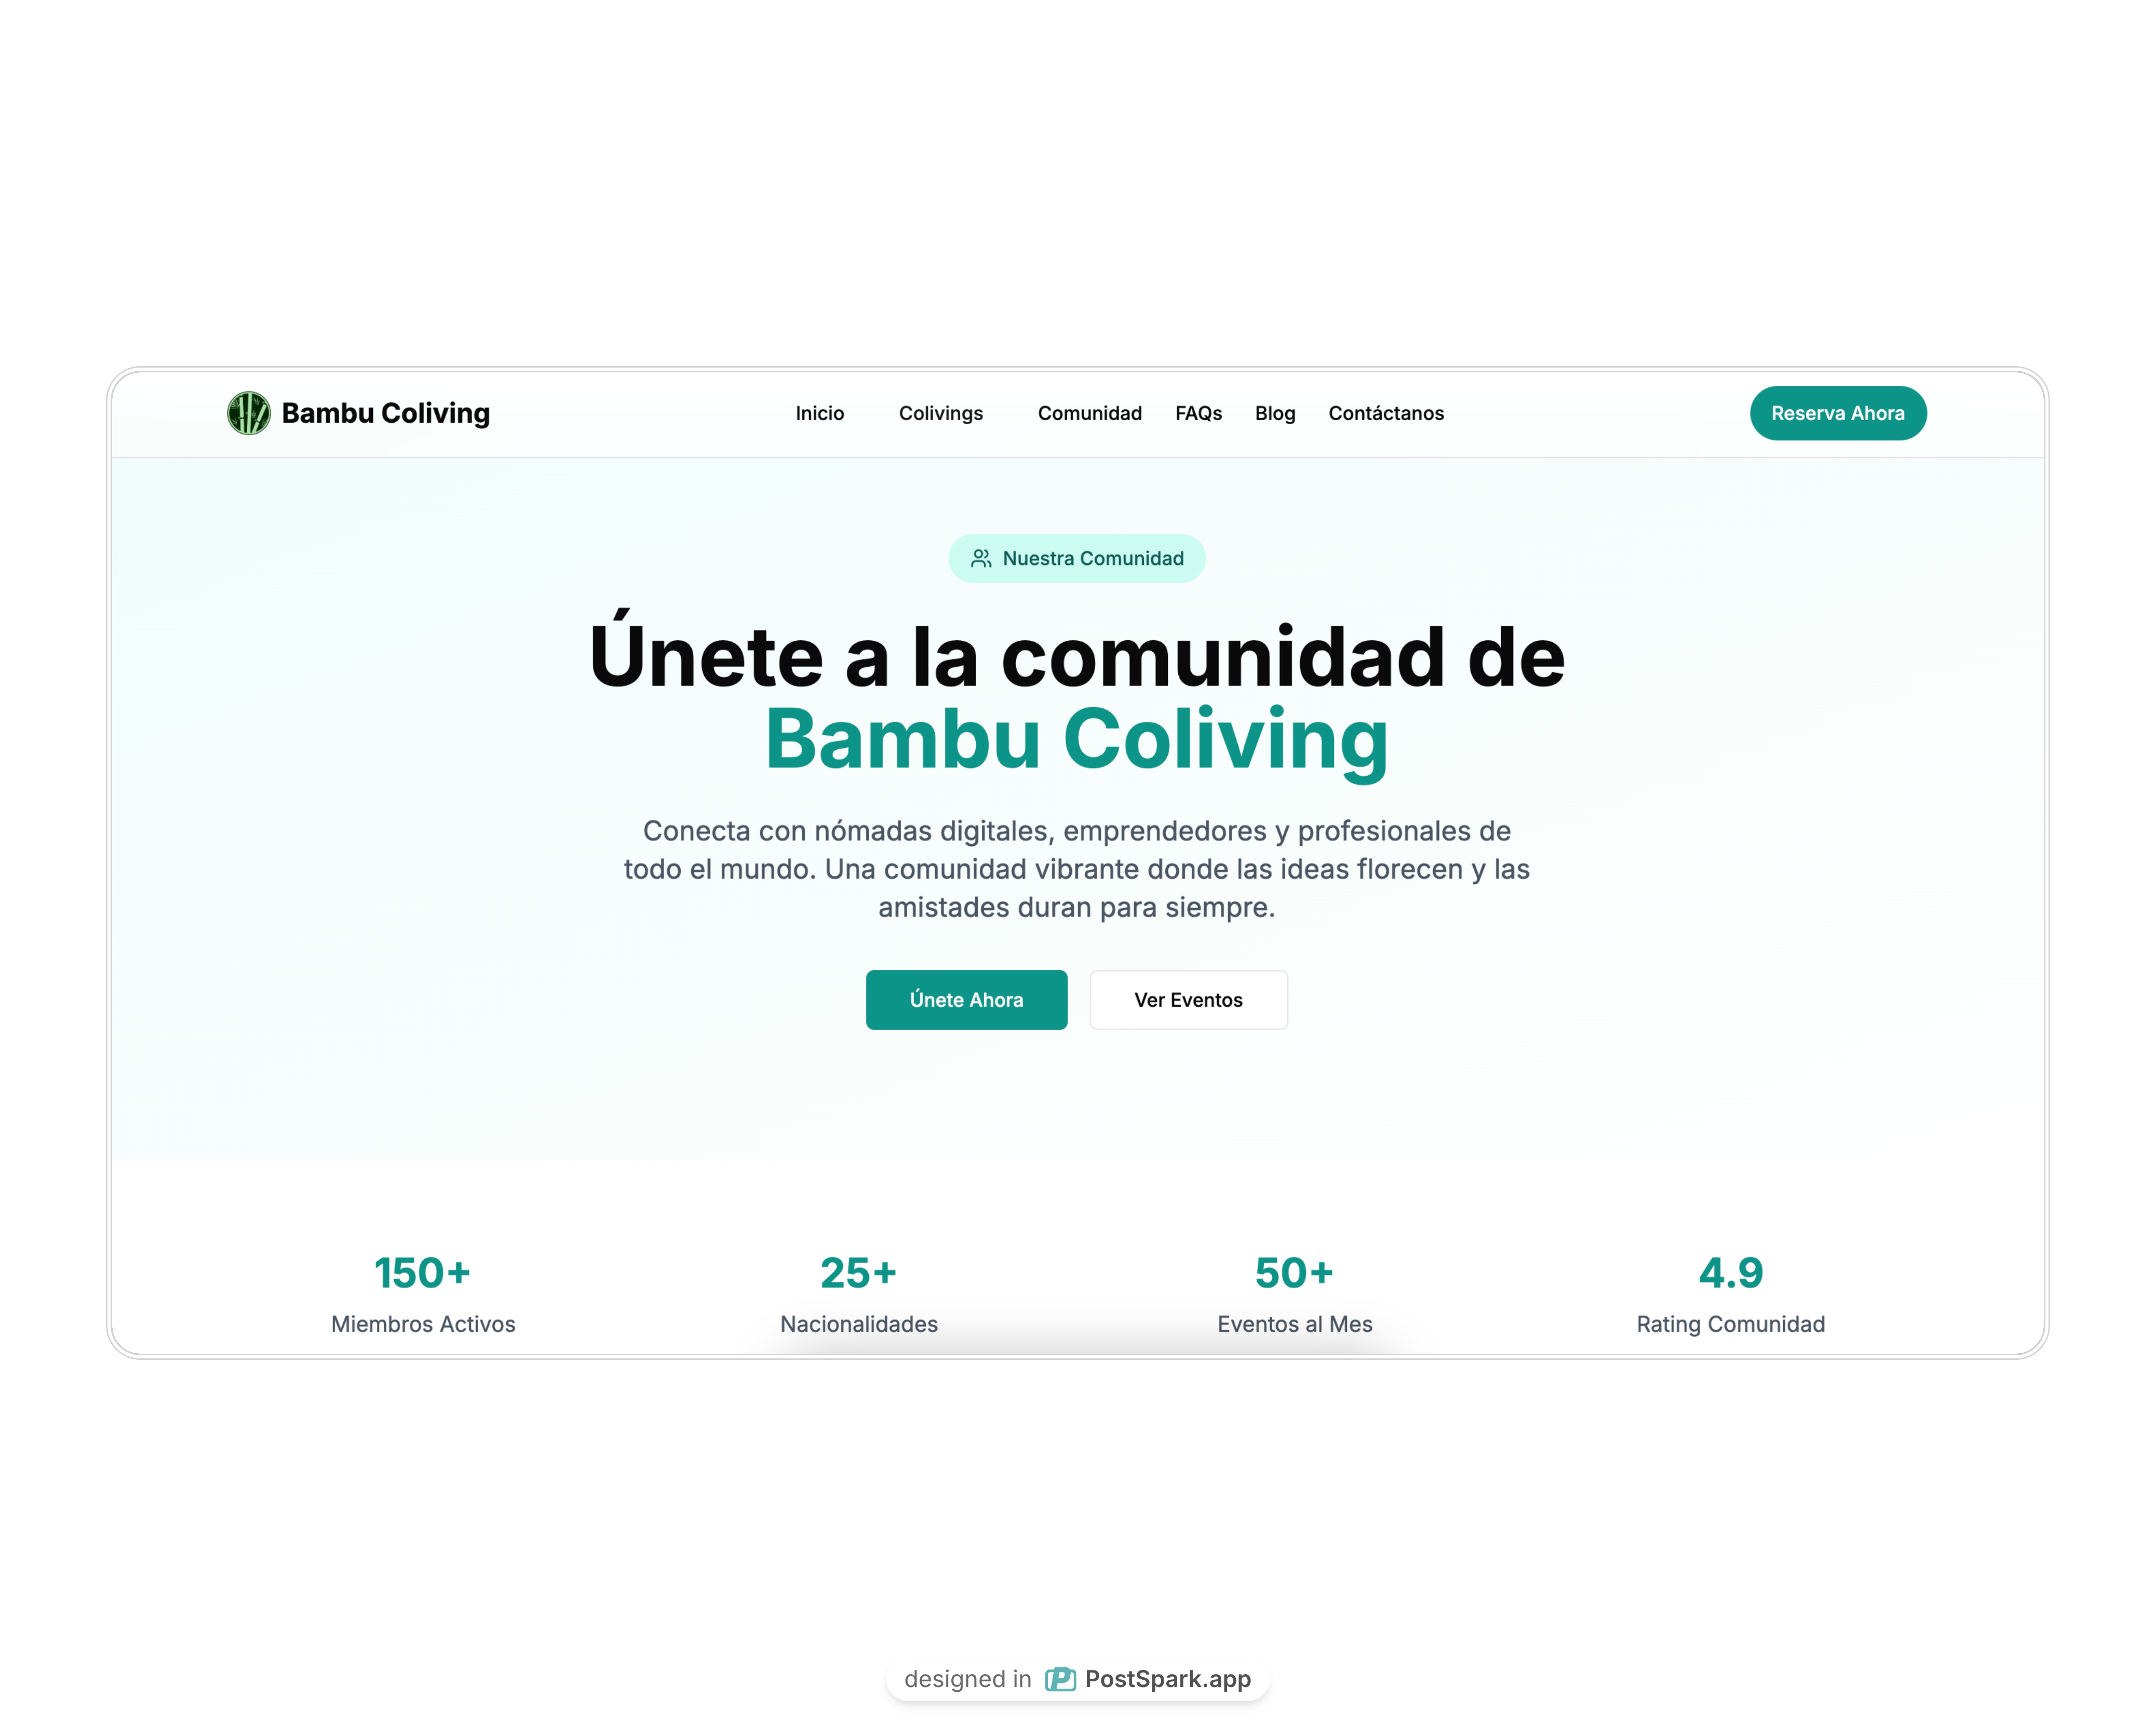 Bambu Coliving
Inicio
Colivings
Comunidad
FAQs
Blog
Contáctanos
Reserva Ahora
Nuestra Comunidad
Únete a la comunidad de
Bambu Coliving
Conecta con nómadas digitales, emprendedores y profesionales de
todo el mundo. Una comunidad vibrante donde las ideas florecen y las
amistades duran para siempre.
Únete Ahora
Ver Eventos
150+
Miembros Activos
25+
Nacionalidades
50+
Eventos al Mes
4.9
Rating Comunidad
designed in PostSpark.app